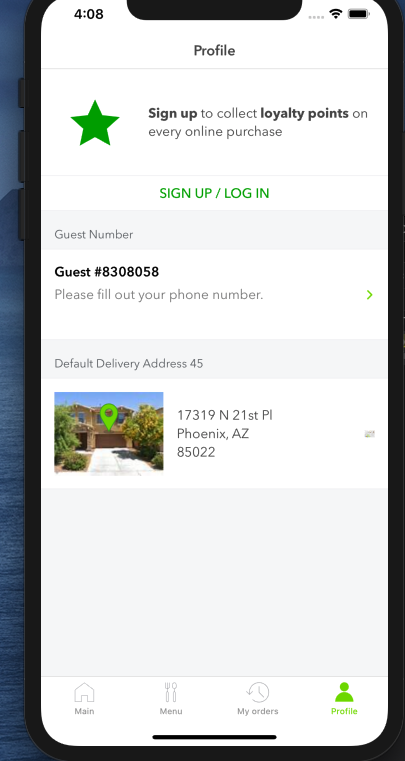 4:08
Profile
Sign up to collect loyalty points on
every online purchase
SIGN UP / LOG IN
Guest Number
Guest #8308058
Please fill out your phone number.
Default Delivery Address 45
17319 N 21st Pl
Phoenix, AZ
85022
Main
Menu
My orders
Profile